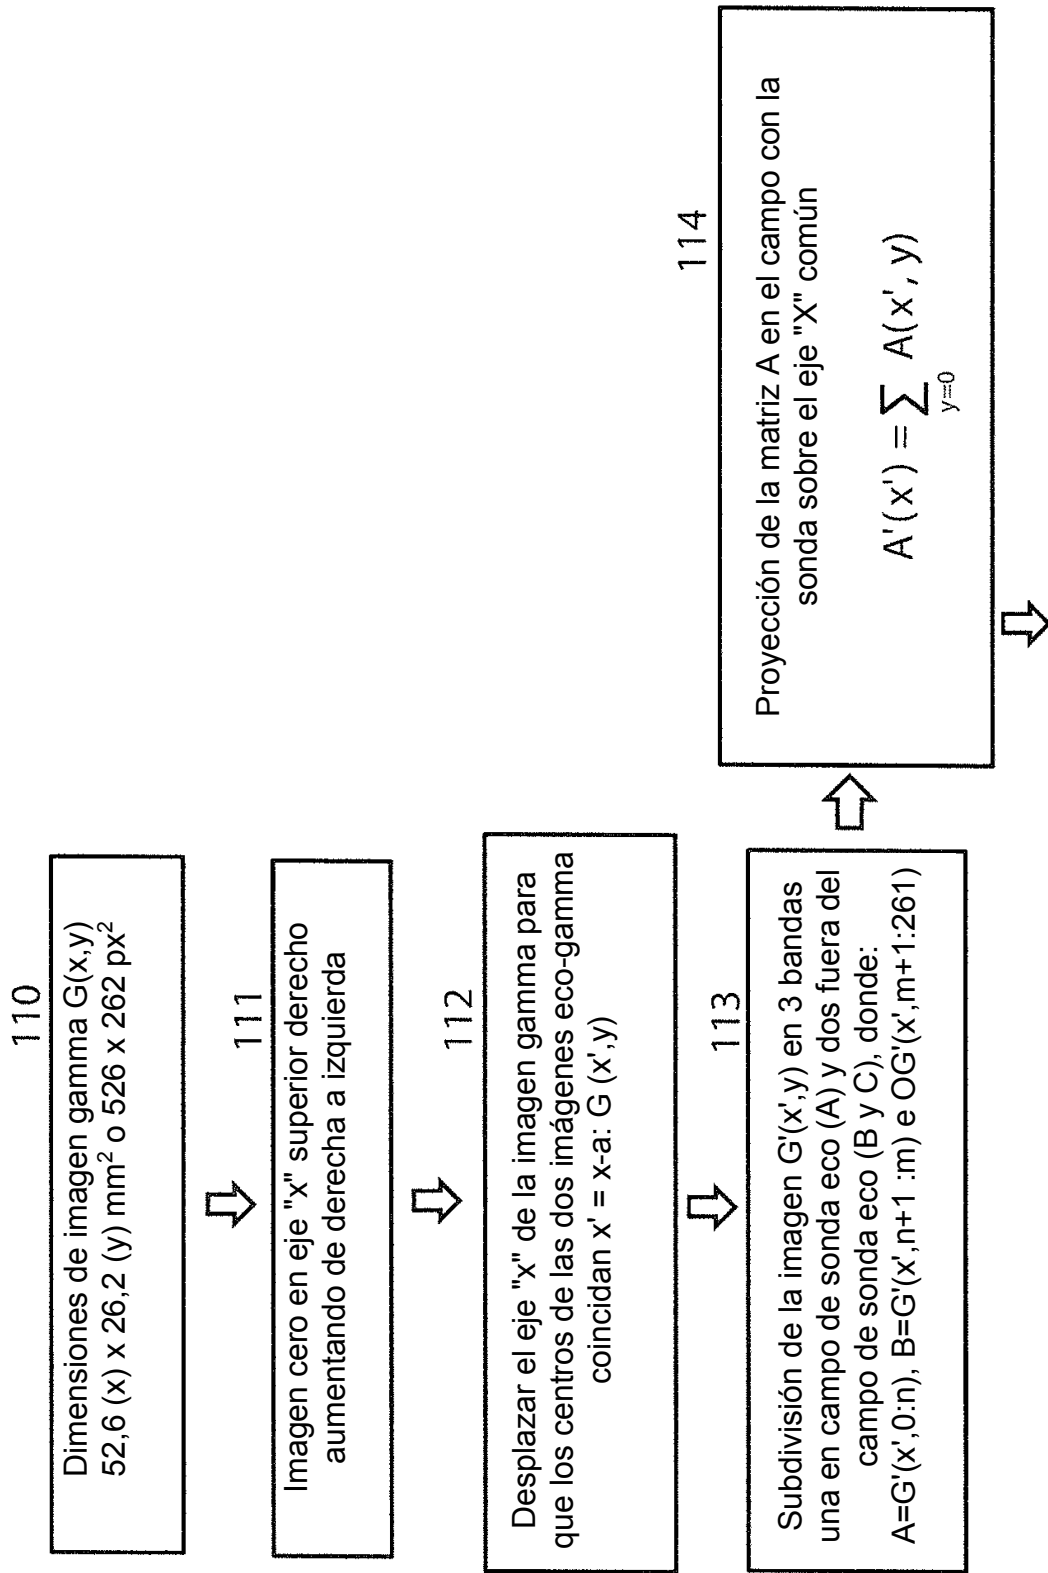 110
Dimensiones de imagen gamma G(x,y)
52,6 (x) x 26,2 (y) mm² o 526 x 262 px²
111
Imagen cero en eje "x" superior derecho
aumentando de derecha a izquierda
112
Desplazar el eje "x" de la imagen gamma para
que los centros de las dos imágenes eco-gamma
coincidan x' = x-a: G (x',y)
113
Subdivisión de la imagen G'(x',y) en 3 bandas
una en campo de sonda eco (A) y dos fuera del
campo de sonda eco (B y C), donde:
A=G'(x',0:n), B=G'(x',n+1 :m) e OG'(x',m+1:261)
114
Proyección de la matriz A en el campo con la
sonda sobre el eje "X" común
A'(x') = ∑ A(x', y)
y=0